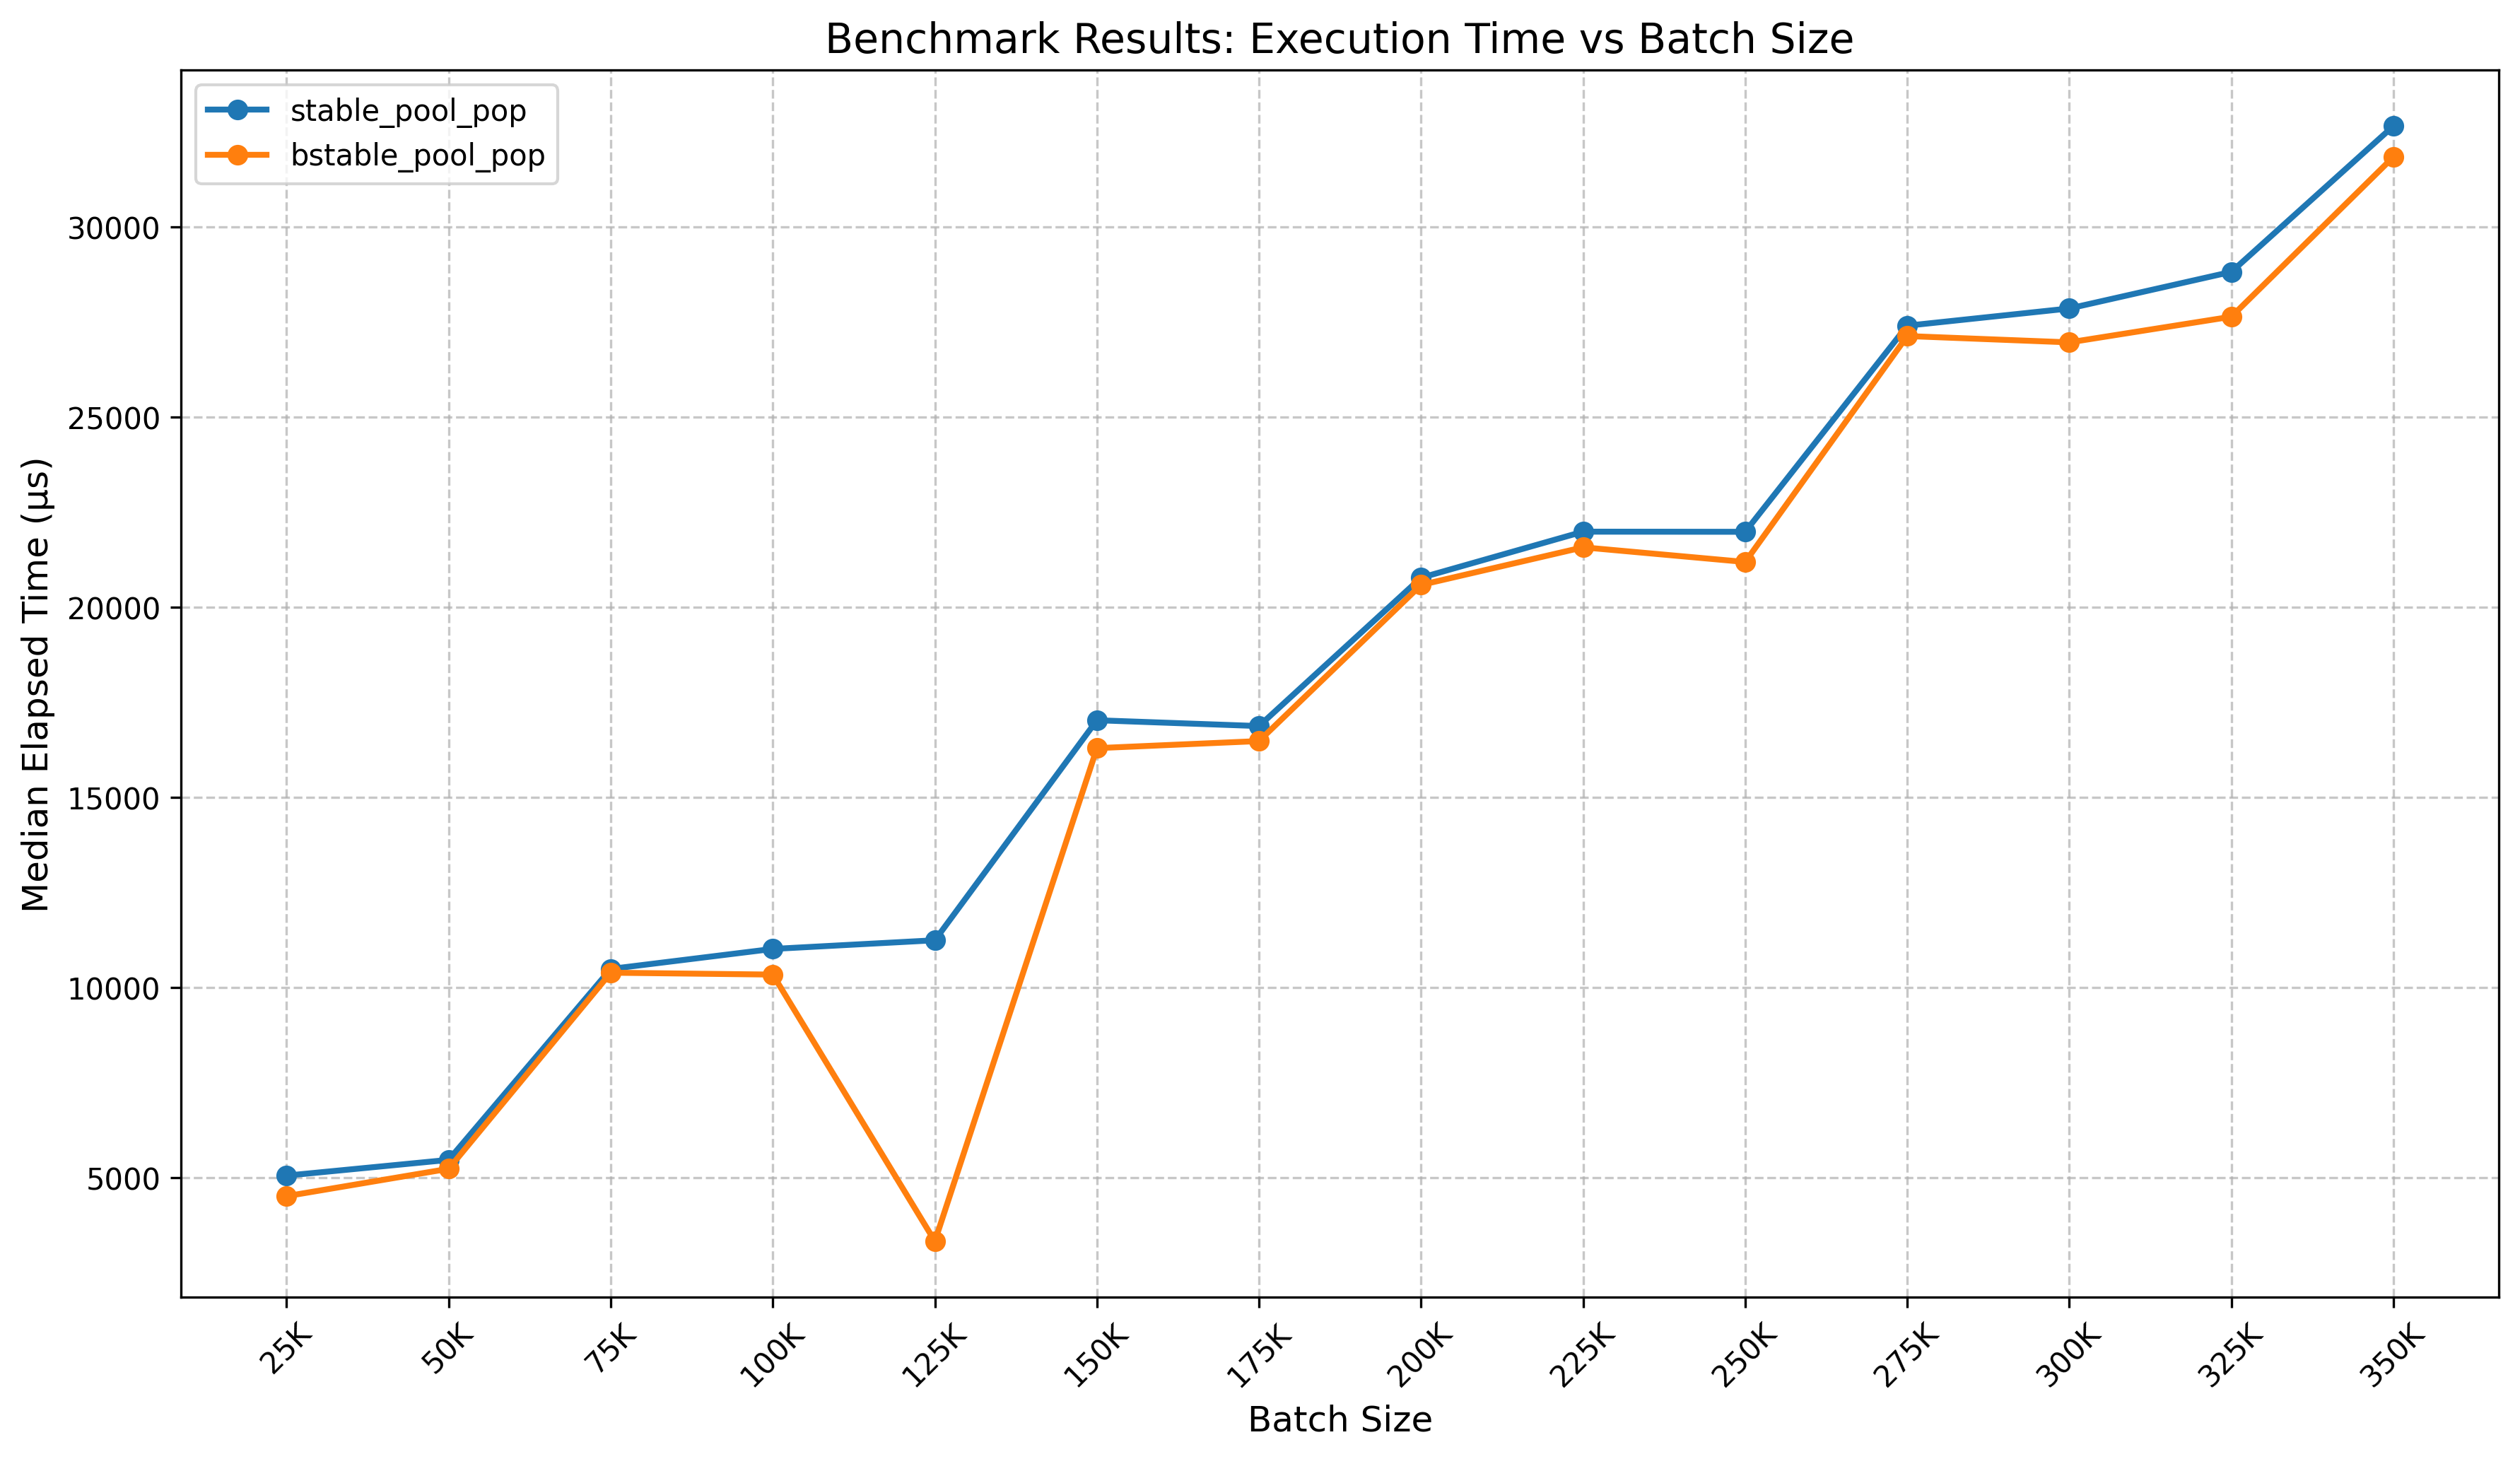 Benchmark Results: Execution Time vs Batch Size
stable_pool_pop
bstable_pool_pop
Median Elapsed Time (µs)
30000
25000
20000
15000
10000
5000
25K
50K
75K
100K
125K
150K
175K
200K
225K
250K
275K
300K
325K
350K
Batch Size